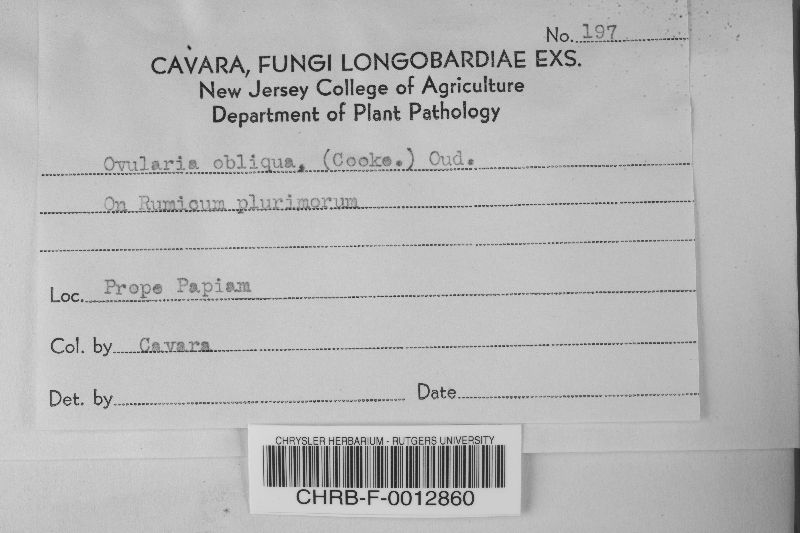 No. 197
CAVARA, FUNGI LONGOBARDIAE EXS.
New Jersey College of Agriculture
Department of Plant Pathology
Ovularia obliqua, (Cooke.) Oud.
On Rumicum plurimorum
Loc. Prope Papiam
Col. by Cavara
Det. by
Date
CHRYSLER HERBARIUM - RUTGERS UNIVERSITY
CHRB-F-0012860